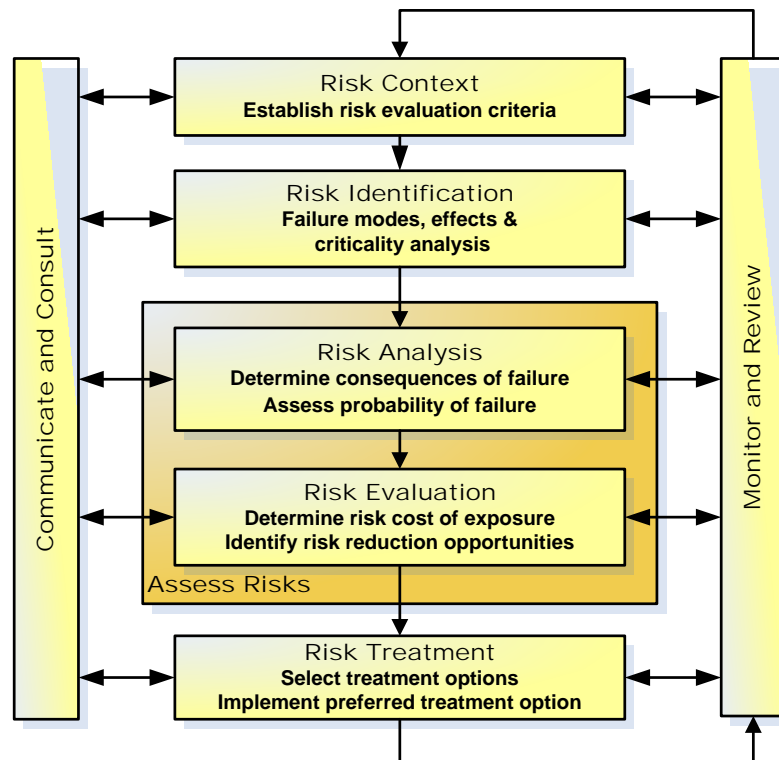 Risk Context
Establish risk evaluation criteria
Risk Identification
Failure modes, effects &
criticality analysis
Risk Analysis
Determine consequences of failure
Assess probability of failure
Risk Evaluation
Determine risk cost of exposure
Identify risk reduction opportunities
Assess Risks
Risk Treatment
Select treatment options
Implement preferred treatment option
Communicate and Consult
Monitor and Review